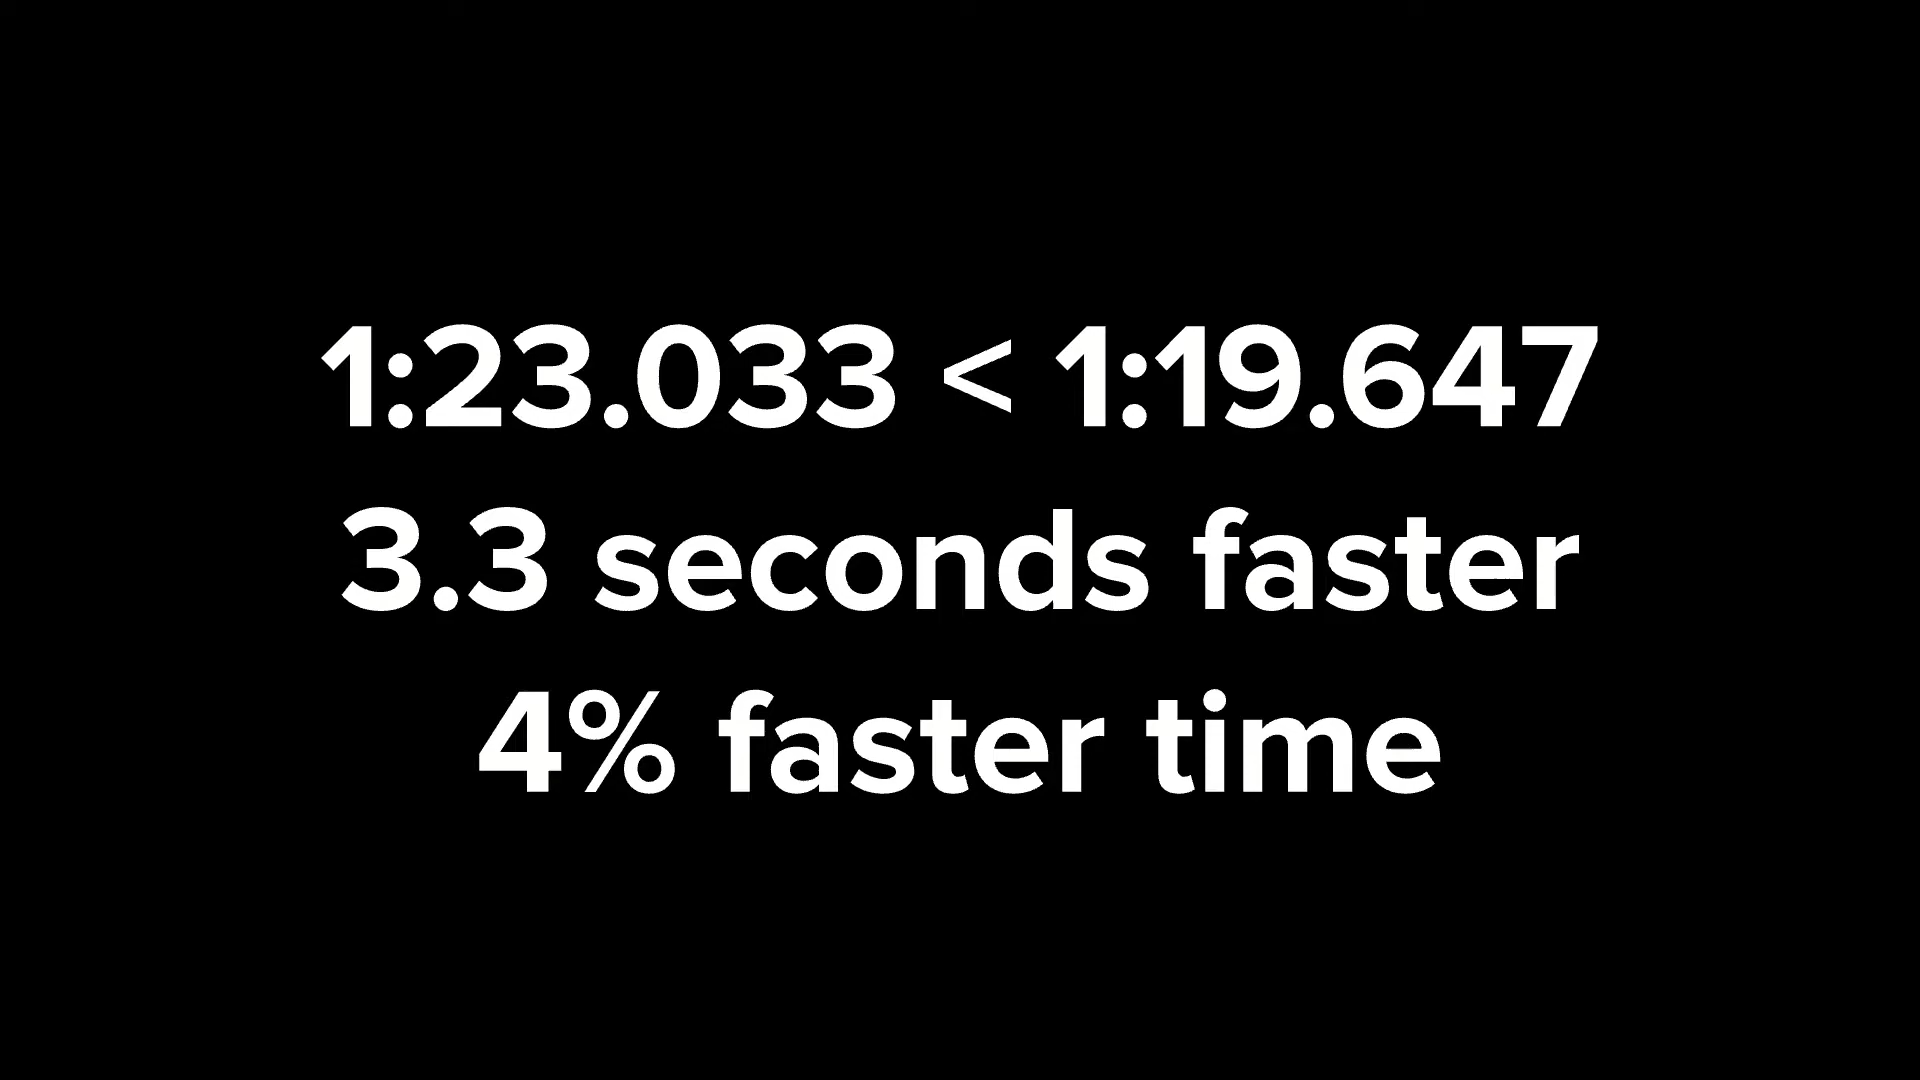 1:23.033 < 1:19.647
3.3 seconds faster
4% faster time